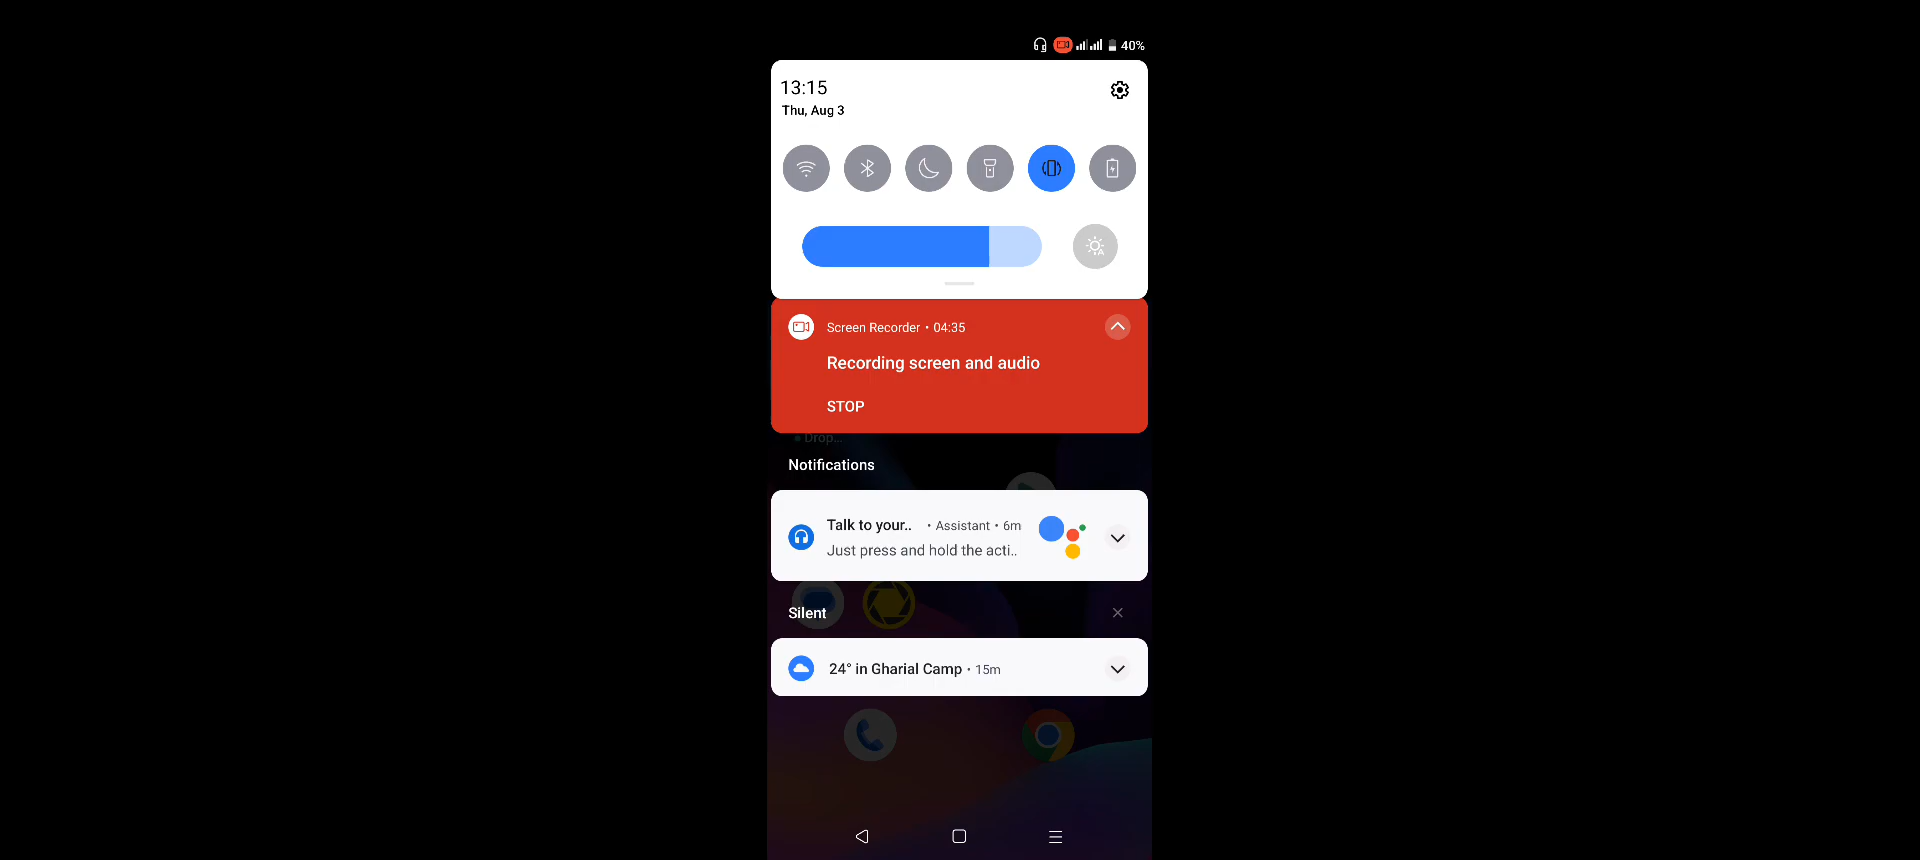 40%
13:15
Thu, Aug 3
Screen Recorder • 04:35
Recording screen and audio
STOP
Drop...
Notifications
Talk to your.. • Assistant • 6m
Just press and hold the acti..
Silent
24° in Gharial Camp • 15m